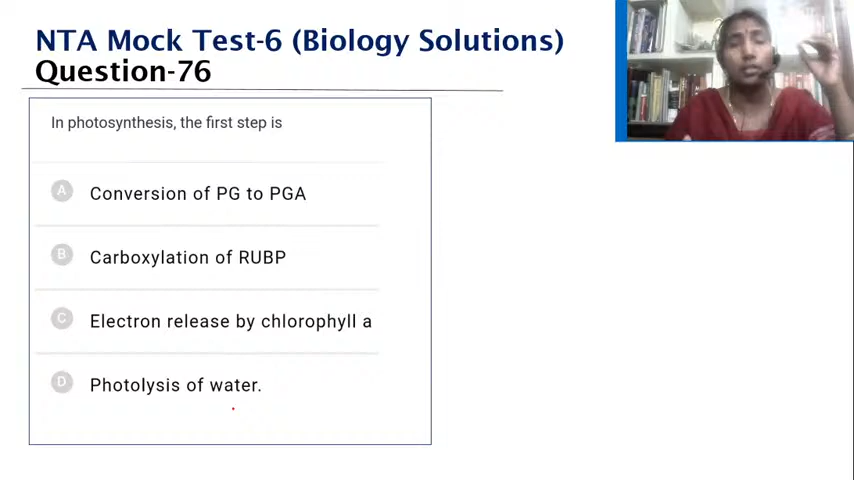 NTA Mock Test-6 (Biology Solutions)
Question-76
In photosynthesis, the first step is
A Conversion of PG to PGA
B Carboxylation of RUBP
C Electron release by chlorophyll a
D Photolysis of water.